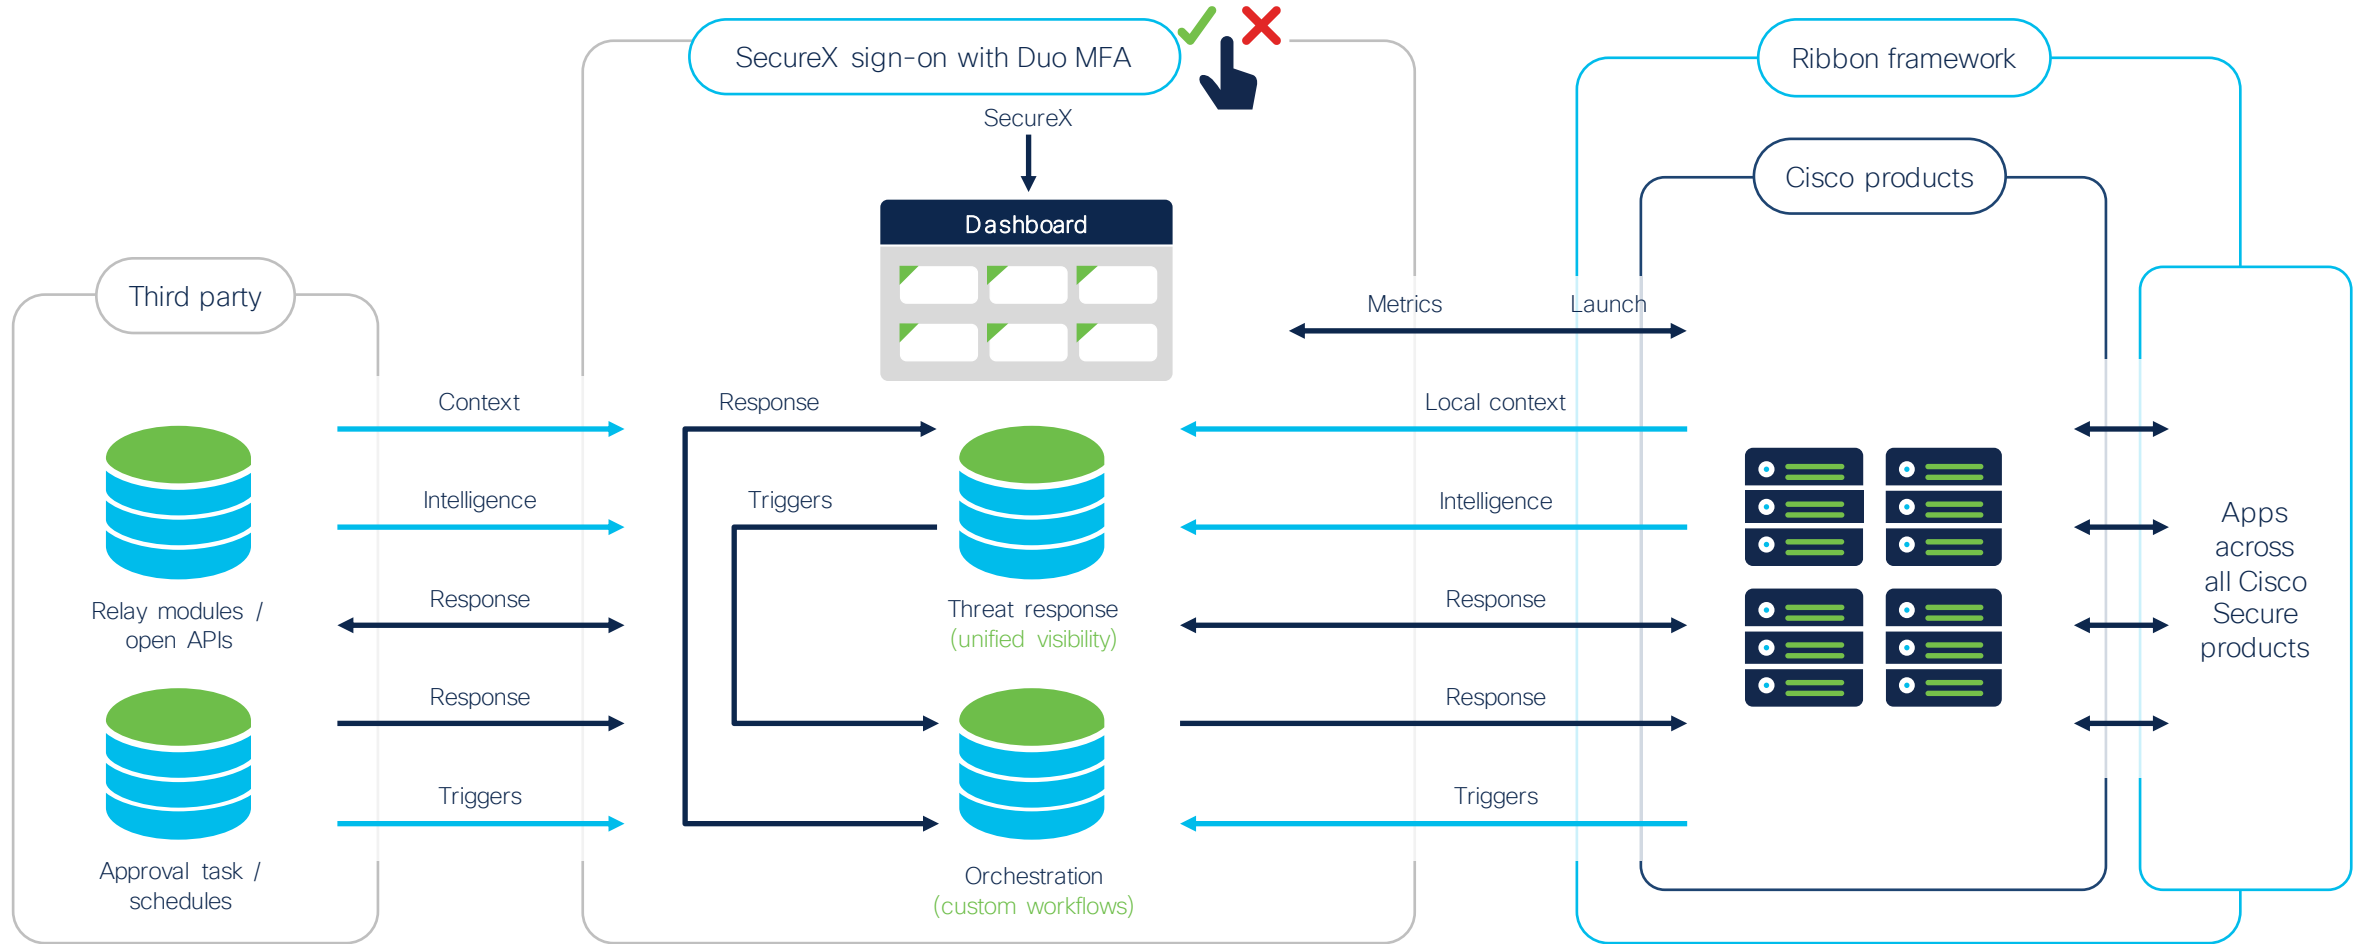 SecureX sign-on with Duo MFA
Ribbon framework
SecureX
Cisco products
Dashboard
Third party
Metrics
Launch
Context
Response
Local context
Intelligence
Triggers
Intelligence
Apps
across
all Cisco
Secure
products
Relay modules /
open APIs
Response
Threat response
(unified visibility)
Response
Response
Response
Triggers
Triggers
Approval task /
schedules
Orchestration
(custom workflows)